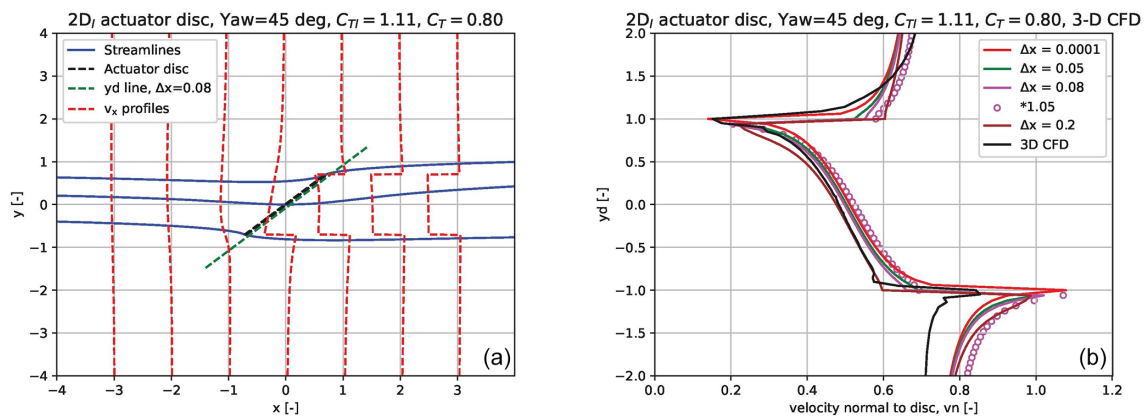 2D_I actuator disc, Yaw=45 deg, C_TI = 1.11, C_T = 0.80
Streamlines
Actuator disc
yd line, Δx=0.08
v_x profiles
4
3
2
1
0
−1
−2
−3
−4
y [-]
−4
−3
−2
−1
0
1
2
3
x [-]
(a)
2D_I actuator disc, Yaw=45 deg, C_TI = 1.11, C_T = 0.80, 3-D CFD
Δx = 0.0001
Δx = 0.05
Δx = 0.08
*1.05
Δx = 0.2
3D CFD
2.0
1.5
1.0
0.5
0.0
−0.5
−1.0
−1.5
−2.0
yd [-]
0.0
0.2
0.4
0.6
0.8
1.0
1.2
velocity normal to disc, vn [-]
(b)